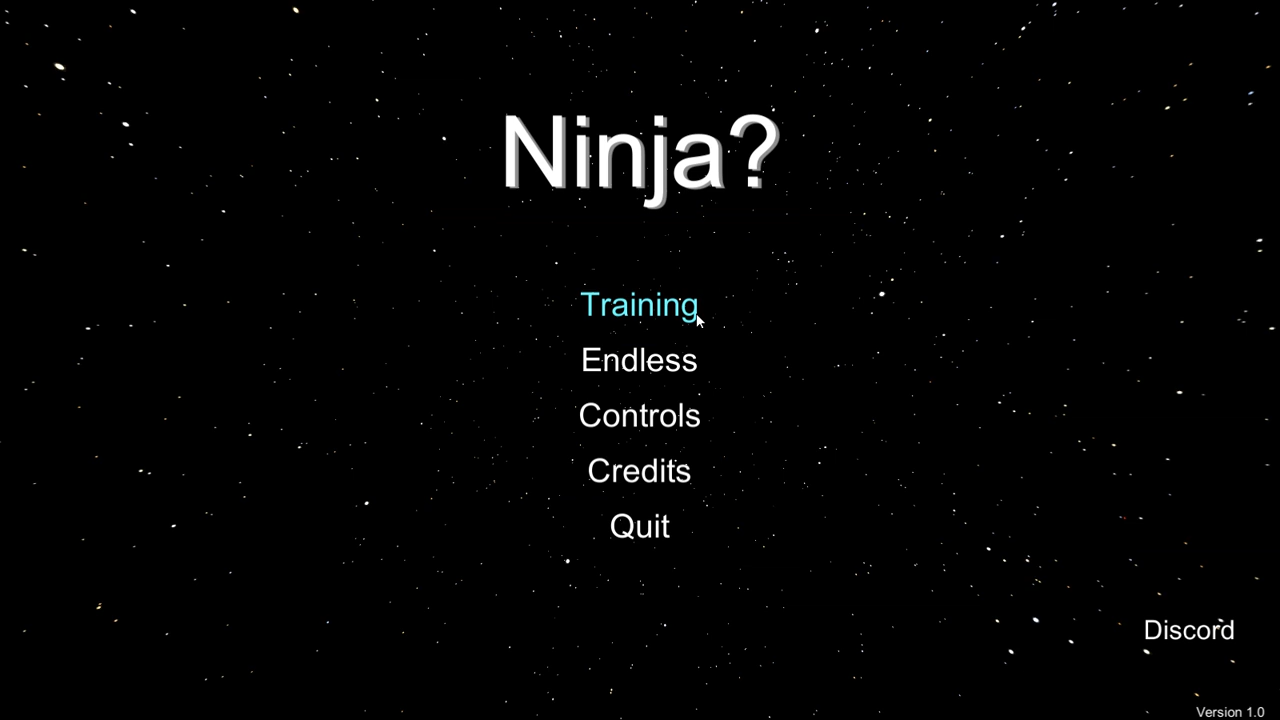 Ninja?
Training
Endless
Controls
Credits
Quit
Discord
Version 1.0